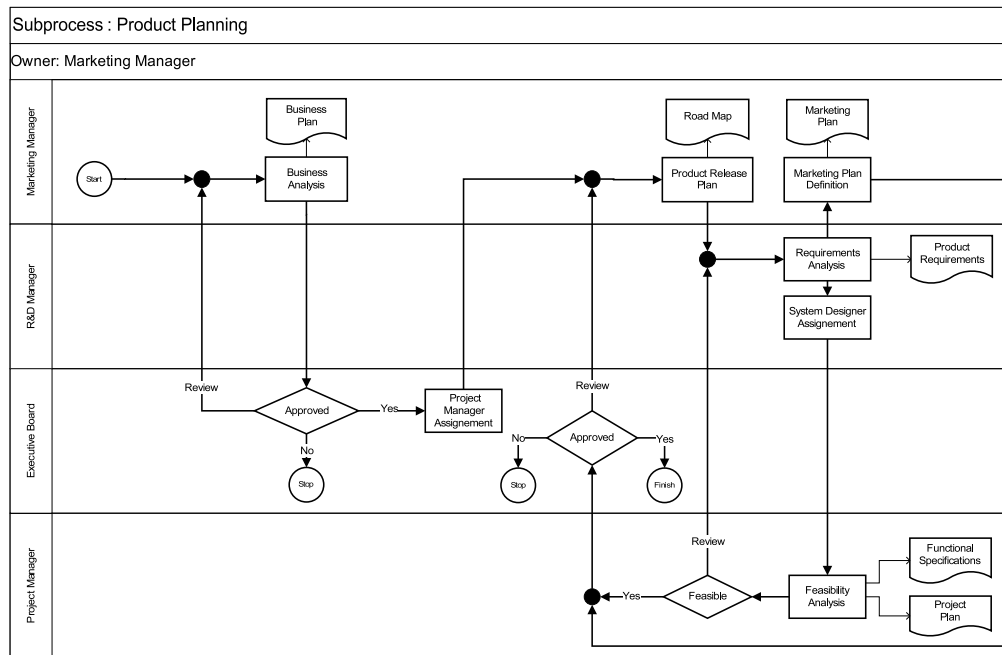 Subprocess : Product Planning
Owner: Marketing Manager
Marketing Manager
Start
Business
Plan
Business
Analysis
Road Map
Product Release
Plan
Marketing
Plan
Marketing Plan
Definition
R&D Manager
Requirements
Analysis
Product
Requirements
System Designer
Assignement
Executive Board
Review
Approved
Yes
No
Stop
Project
Manager
Assignement
Review
Approved
No
Yes
Stop
Finish
Project Manager
Review
Yes
Feasible
Feasibility
Analysis
Functional
Specifications
Project
Plan